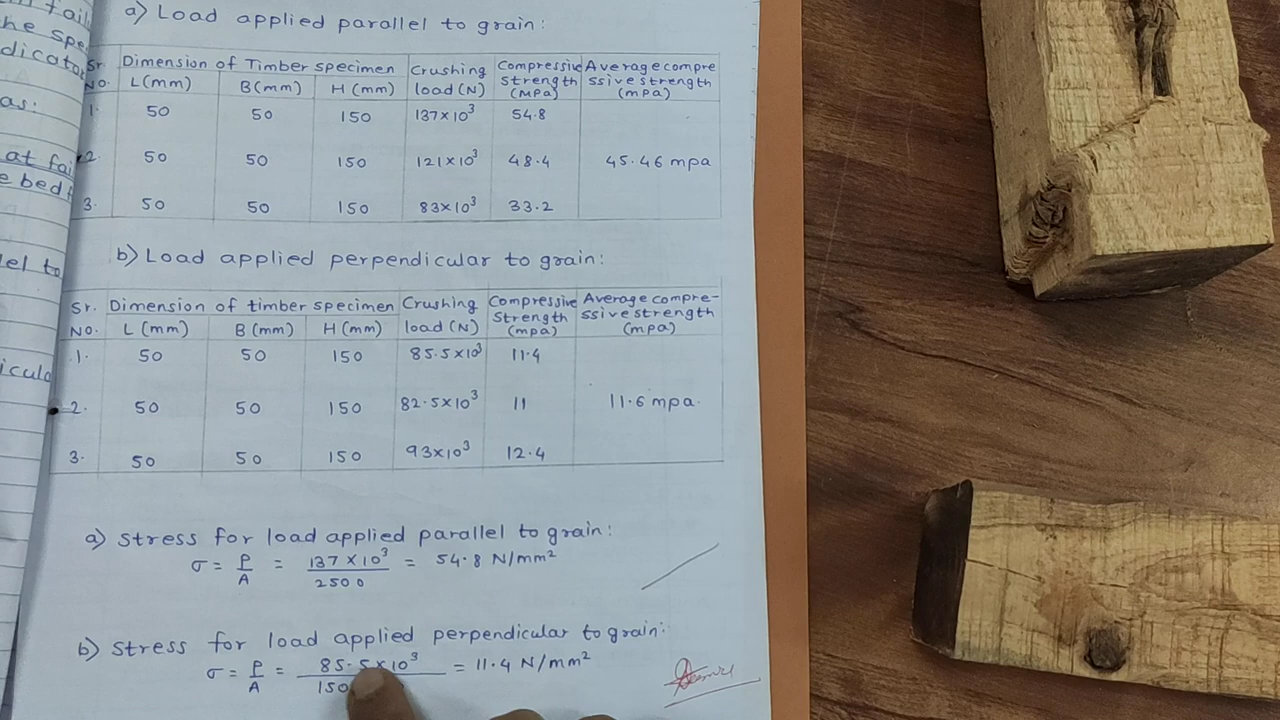 a) Load applied parallel to grain:
Sr. No. Dimension of Timber specimen Crushing load (N) Compressive strength (MPa) Average compressive strength (mpa)
L(mm) B(mm) H(mm)
1. 50 50 150 137×10³ 54.8
2. 50 50 150 121×10³ 48.4 45.46 mpa
3. 50 50 150 83×10³ 33.2
b) Load applied perpendicular to grain:
Sr. No. Dimension of timber specimen Crushing load (N) Compressive strength (mpa) Average compre-ssive strength (mpa)
L(mm) B(mm) H(mm)
1. 50 50 150 85.5×10³ 11.4
2. 50 50 150 82.5×10³ 11 11.6 mpa.
3. 50 50 150 93×10³ 12.4
a) stress for load applied parallel to grain:
σ = P/A = 137×10³/2500 = 54.8 N/mm²
b) stress for load applied perpendicular to grain:
σ = P/A = 85.5×10³/150 = 11.4 N/mm²